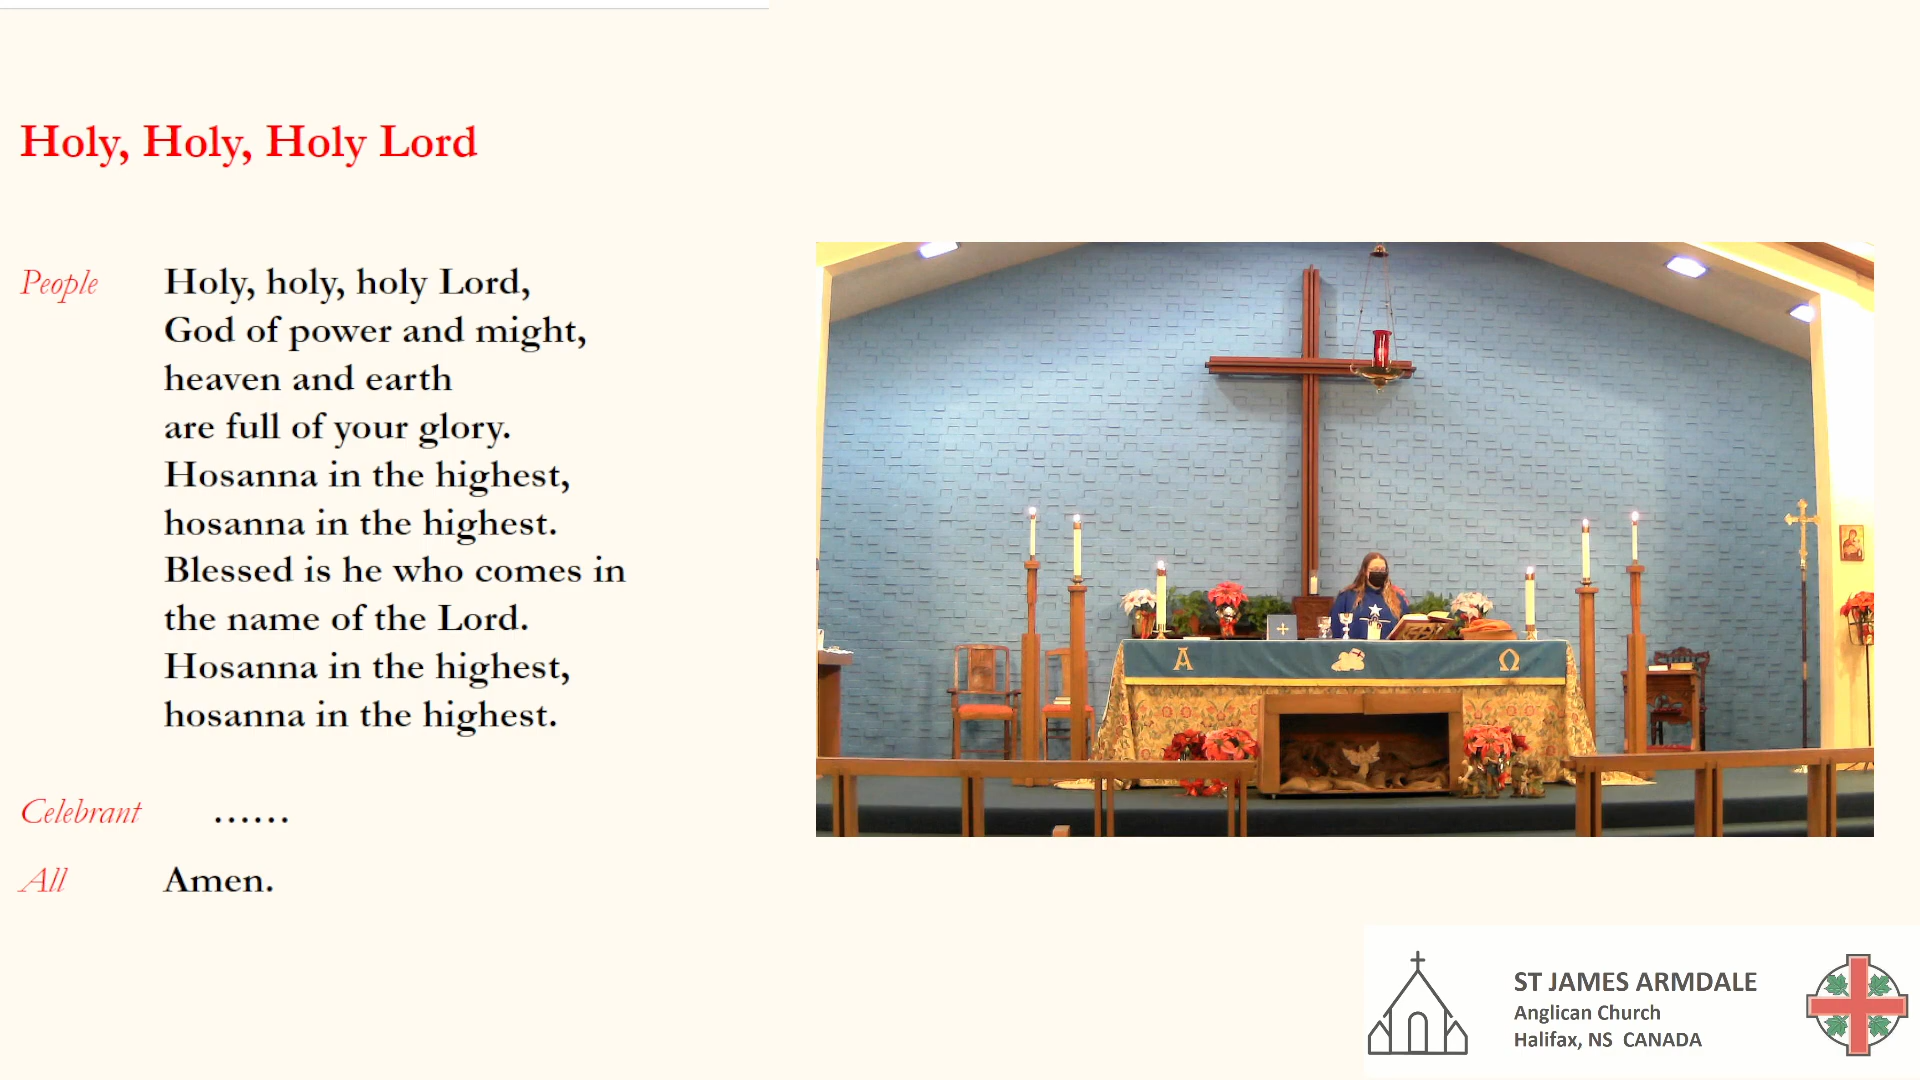 Holy, Holy, Holy Lord
People Holy, holy, holy Lord,
God of power and might,
heaven and earth
are full of your glory.
Hosanna in the highest,
hosanna in the highest.
Blessed is he who comes in
the name of the Lord.
Hosanna in the highest,
hosanna in the highest.
Celebrant ......
All Amen.
Α Ω
ST JAMES ARMDALE
Anglican Church
Halifax, NS CANADA